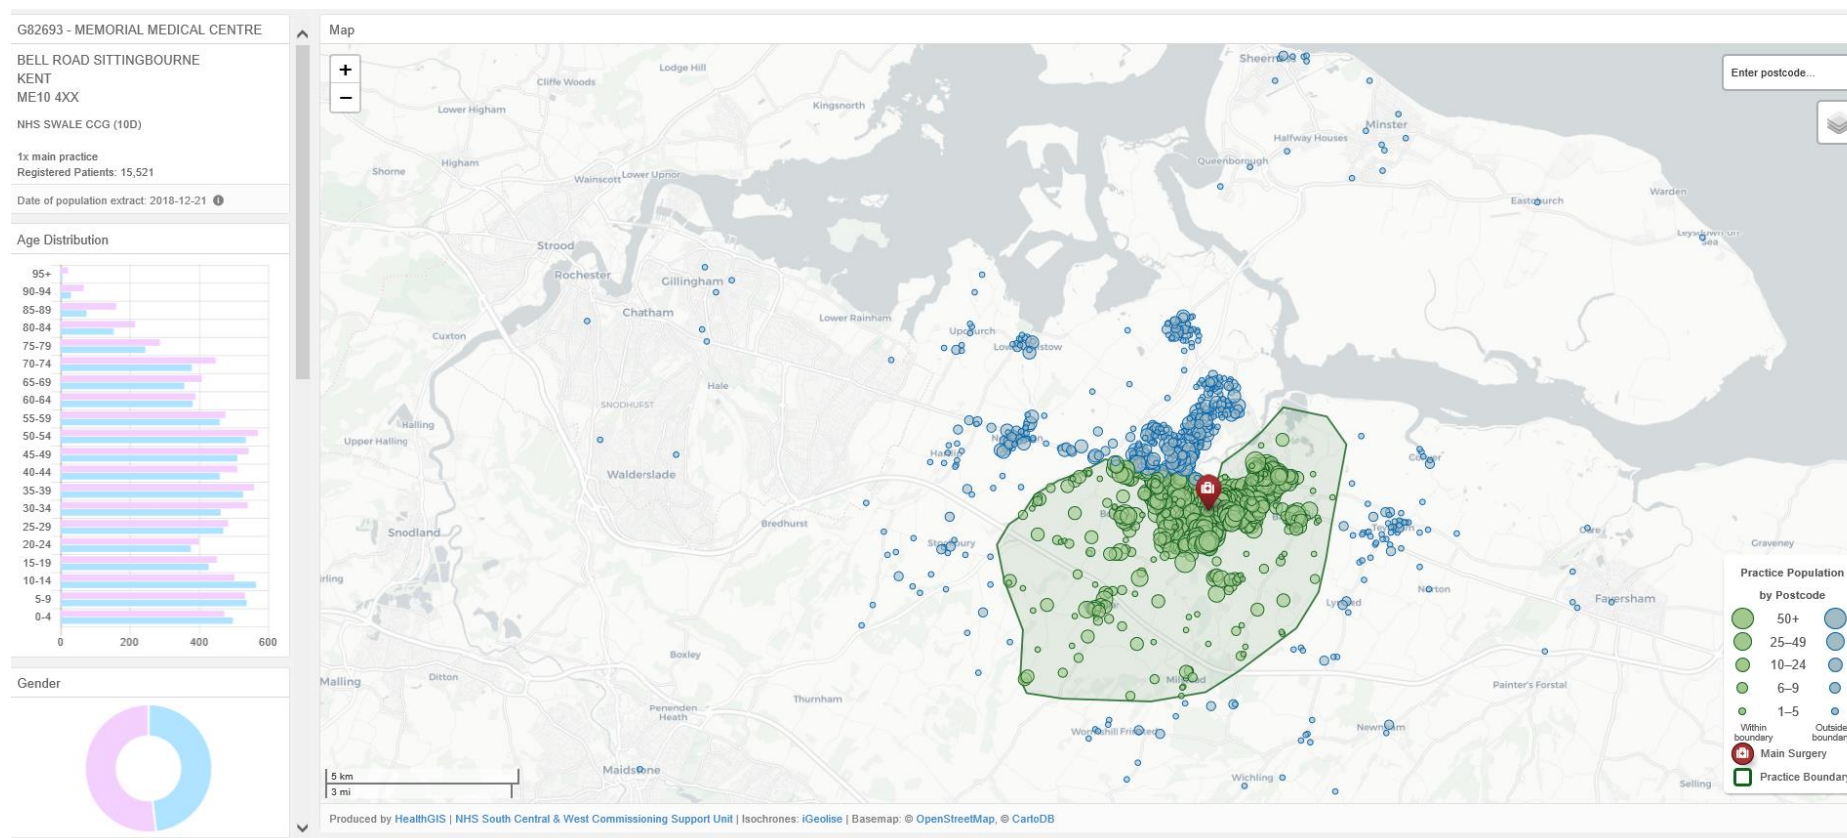 G82693 - MEMORIAL MEDICAL CENTRE
BELL ROAD SITTINGBOURNE
KENT
ME10 4XX
NHS SWALE CCG (10D)
1x main practice
Registered Patients: 15,521
Date of population extract: 2018-12-21
Age Distribution
95+
90-94
85-89
80-84
75-79
70-74
65-69
60-64
55-59
50-54
45-49
40-44
35-39
30-34
25-29
20-24
15-19
10-14
5-9
0-4
0 200 400 600
Gender
Map
+
−
Enter postcode...
Lodge Hill
Cliffe Woods
Lower Higham
Kingsnorth
Minster
Halfway Houses
Queenborough
Higham
Shorne
Wainscott
Lower Upnor
Warden
Strood
Rochester
Gillingham
Chatham
Lower Rainham
Cuxton
Hale
SNODHURST
Halling
Upper Halling
Walderslade
Bredhurst
Snodland
Graveney
Norton
Faversham
Boxley
Ditton
Malling
Thurnham
Penenden
Heath
Painter's Forstal
Maidstone
Wichling
Selling
5 km
3 mi
Practice Population
by Postcode
50+
25–49
10–24
6–9
1–5
Within
boundary
Outside
Main Surgery
Practice Boundary
Produced by HealthGIS | NHS South Central & West Commissioning Support Unit | Isochrones: iGeolise | Basemap: © OpenStreetMap, © CartoDB